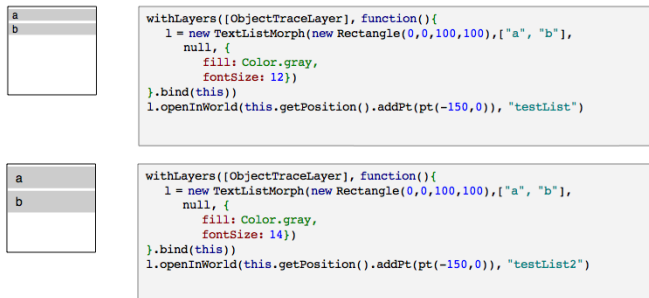 a
b
withLayers([ObjectTraceLayer], function(){
l = new TextListMorph(new Rectangle(0,0,100,100),["a", "b"],
null, {
fill: Color.gray,
fontSize: 12})
}.bind(this))
l.openInWorld(this.getPosition().addPt(pt(-150,0)), "testList")
a
b
withLayers([ObjectTraceLayer], function(){
l = new TextListMorph(new Rectangle(0,0,100,100),["a", "b"],
null, {
fill: Color.gray,
fontSize: 14})
}.bind(this))
l.openInWorld(this.getPosition().addPt(pt(-150,0)), "testList2")